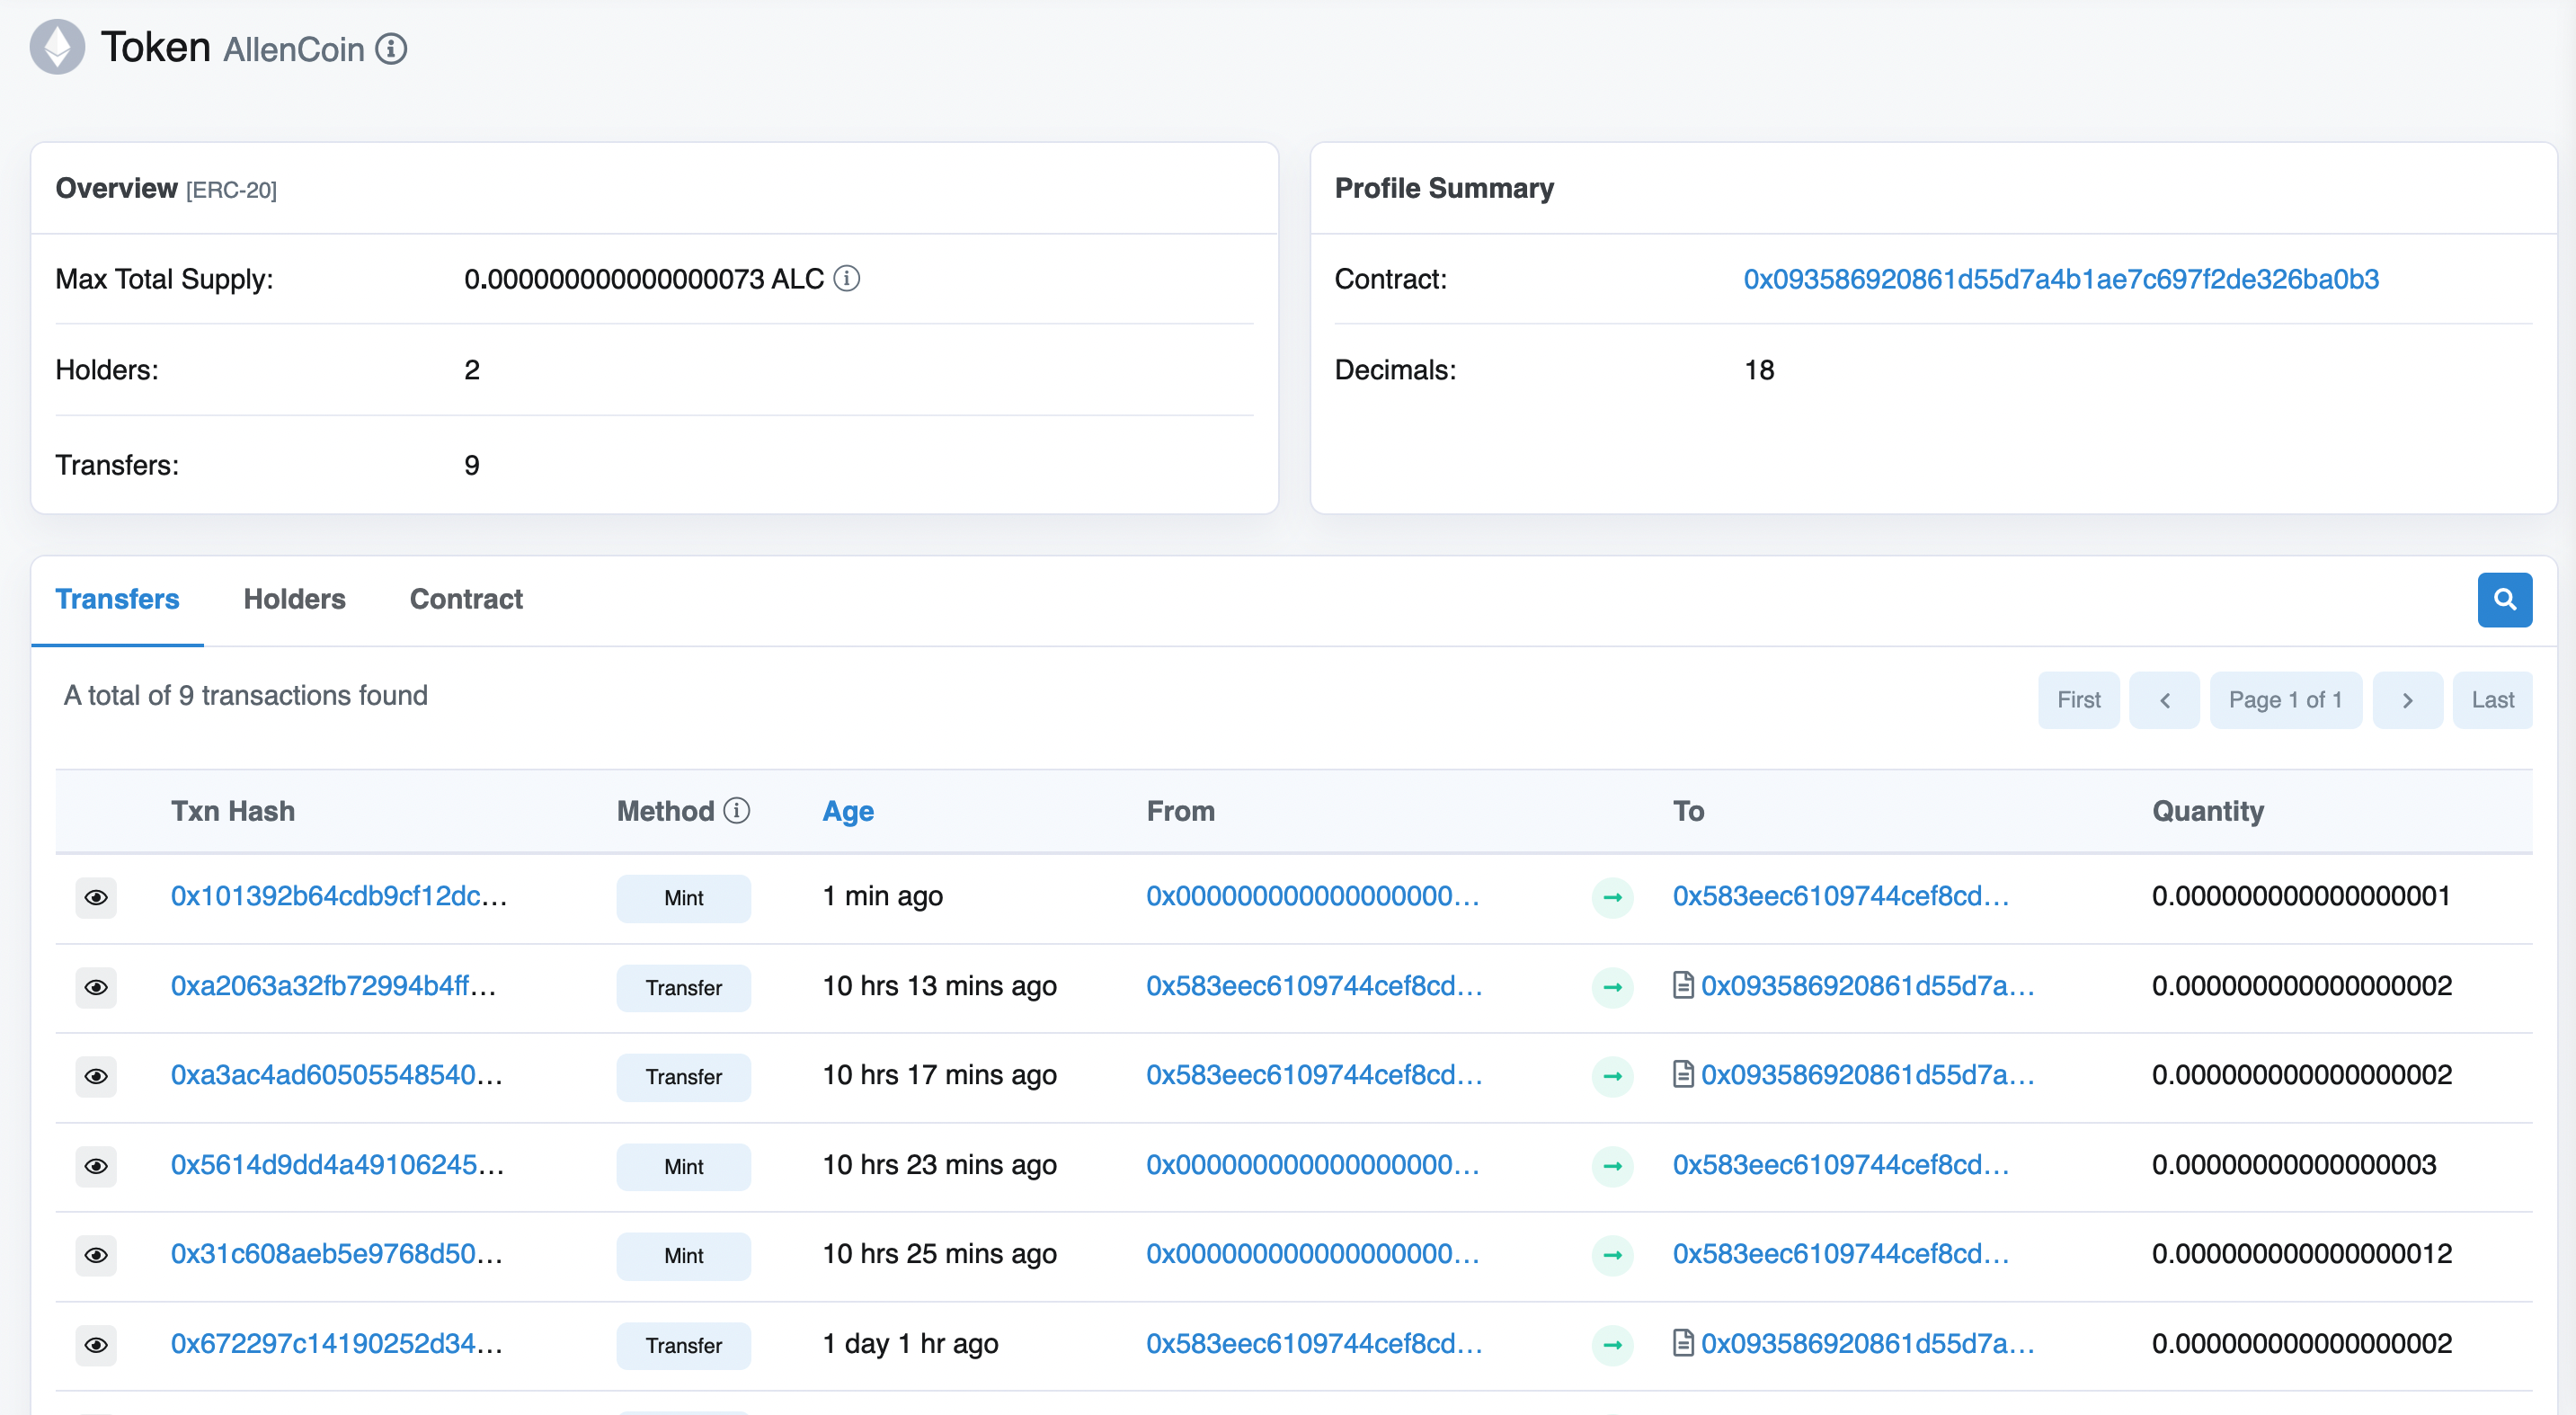 Token AllenCoin
Overview [ERC-20]
Max Total Supply: 0.000000000000000073 ALC
Holders: 2
Transfers: 9
Profile Summary
Contract: 0x093586920861d55d7a4b1ae7c697f2de326ba0b3
Decimals: 18
Transfers Holders Contract
A total of 9 transactions found
First Page 1 of 1 Last
Txn Hash Method Age From To Quantity
0x101392b64cdb9cf12dc... Mint 1 min ago 0x000000000000000000... 0x583eec6109744cef8cd... 0.000000000000000001
0xa2063a32fb72994b4ff... Transfer 10 hrs 13 mins ago 0x583eec6109744cef8cd... 0x093586920861d55d7a... 0.000000000000000002
0xa3ac4ad60505548540... Transfer 10 hrs 17 mins ago 0x583eec6109744cef8cd... 0x093586920861d55d7a... 0.000000000000000002
0x5614d9dd4a49106245... Mint 10 hrs 23 mins ago 0x000000000000000000... 0x583eec6109744cef8cd... 0.00000000000000003
0x31c608aeb5e9768d50... Mint 10 hrs 25 mins ago 0x000000000000000000... 0x583eec6109744cef8cd... 0.000000000000000012
0x672297c14190252d34... Transfer 1 day 1 hr ago 0x583eec6109744cef8cd... 0x093586920861d55d7a... 0.000000000000000002